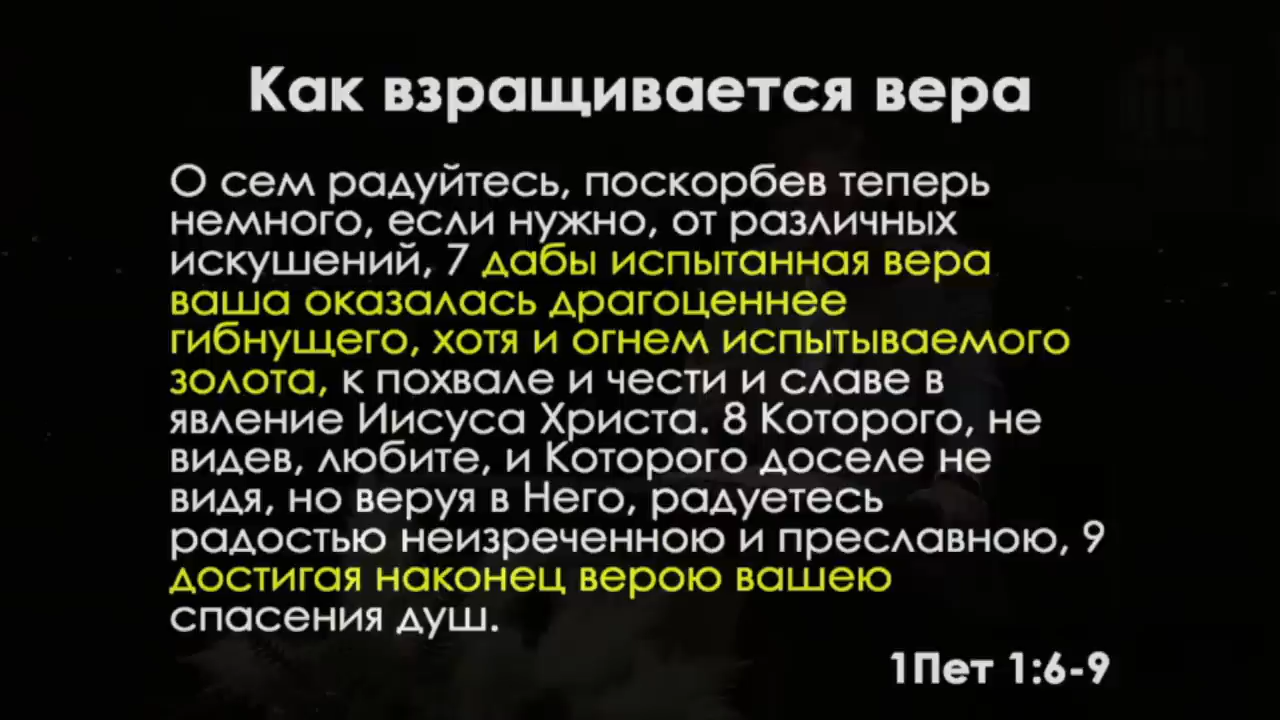 Как взращивается вера
О сем радуйтесь, поскорбев теперь
немного, если нужно, от различных
искушений, 7 дабы испытанная вера
ваша оказалась драгоценнее
гибнущего, хотя и огнем испытываемого
золота, к похвале и чести и славе в
явление Иисуса Христа. 8 Которого, не
видев, любите, и Которого доселе не
видя, но веруя в Него, радуетесь
радостью неизреченною и преславною, 9
достигая наконец верою вашею
спасения душ.
1Пет 1:6-9